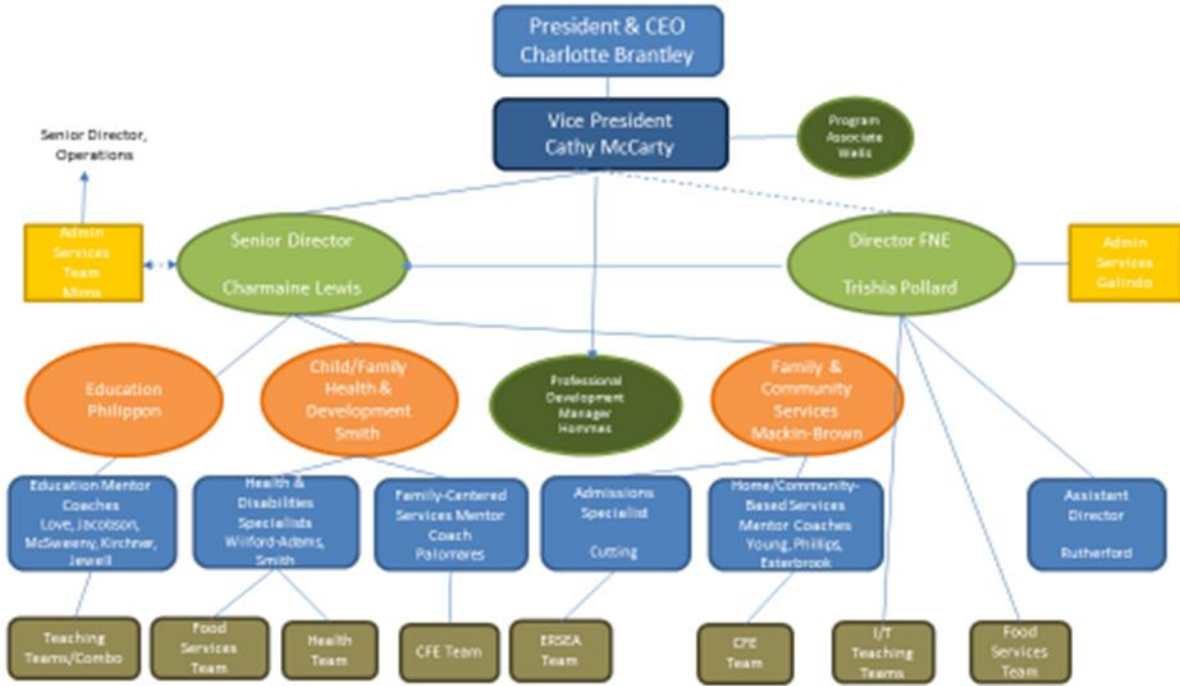 President & CEO
Charlotte Brantley
Vice President
Cathy McCarty
Program
Associate
Wells
Senior Director,
Operations
Admin
Services
Team
Mims
Senior Director
Charmaine Lewis
Director FNE
Trishia Pollard
Admin
Services
Galindo
Education
Philippon
Child/Family
Health &
Development
Smith
Professional
Development
Manager
Hommes
Family &
Community
Services
Mackin-Brown
Education Mentor
Coaches
Love, Jacobson,
McSweeny, Kirchner,
Jewell
Health &
Disabilities
Specialists
Wilford-Adams,
Smith
Family-Centered
Services Mentor
Coach
Palomares
Admissions
Specialist
Cutting
Home/Community-
Based Services
Mentor Coaches
Young, Phillips,
Esterbrook
Assistant
Director
Rutherford
Teaching
Teams/Combo
Food
Services
Team
Health
Team
CFE Team
ERSEA
Team
CFE
Team
I/T
Teaching
Teams
Food
Services
Team